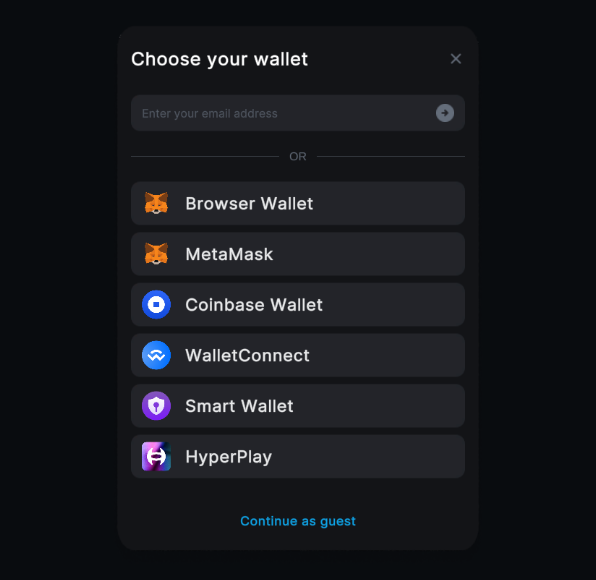 Choose your wallet
Enter your email address
OR
Browser Wallet
MetaMask
Coinbase Wallet
WalletConnect
Smart Wallet
HyperPlay
Continue as guest